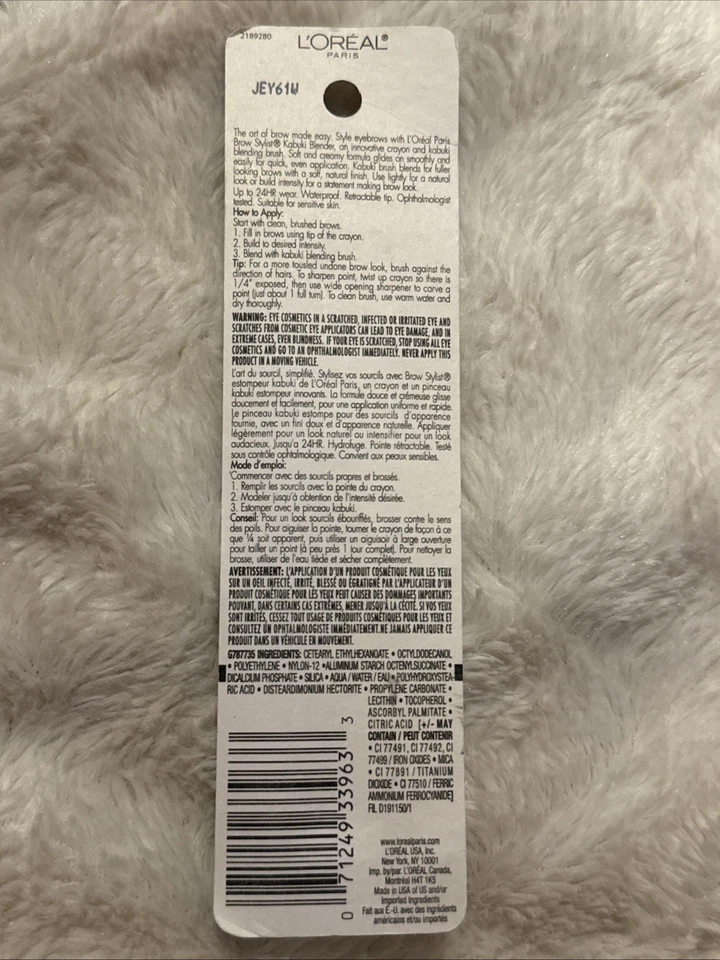 2189280
L'ORÉAL®
PARIS
JEY61W
The art of brow made easy. Style eyebrows with L'Oréal Paris
Brow Stylist® Kabuki Blender, an innovative crayon and kabuki
blending brush. Soft and creamy formula glides on smoothly and
easily for quick, even application. Kabuki brush blends for fuller
looking brows with a soft, natural finish. Use lightly for a natural
look or build intensity for a statement making brow look.
Up to 24HR wear. Waterproof. Retractable tip. Ophthalmologist
tested. Suitable for sensitive skin.
How to Apply:
Start with clean, brushed brows.
1. Fill in brows using tip of the crayon.
2. Build to desired intensity.
3. Blend with kabuki blending brush.
Tip: For a more tousled undone brow look, brush against the
direction of hairs. To sharpen point, twist up crayon so there is
1/4" exposed, then use wide opening sharpener to carve a
point (just about 1 full turn). To clean brush, use warm water and
dry thoroughly.
WARNING: EYE COSMETICS IN A SCRATCHED, INFECTED OR IRRITATED EYE AND
SCRATCHES FROM COSMETIC EYE APPLICATORS CAN LEAD TO EYE DAMAGE, AND IN
EXTREME CASES, EVEN BLINDNESS. IF YOUR EYE IS SCRATCHED, STOP USING ALL EYE
COSMETICS AND GO TO AN OPHTHALMOLOGIST IMMEDIATELY. NEVER APPLY THIS
PRODUCT IN A MOVING VEHICLE.
L'art du sourcil, simplifié. Stylisez vos sourcils avec Brow Stylist®
estompeur kabuki de L'Oréal Paris, un crayon et un pinceau
kabuki estompeur innovants. La formule douce et crémeuse glisse
doucement et facilement, pour une application uniforme et rapide.
Le pinceau kabuki estompe pour des sourcils d'apparence
fournie, avec un fini doux et d'apparence naturelle. Appliquer
légèrement pour un look naturel ou intensifier pour un look
audacieux. Jusqu'a 24HR. Hydrofuge. Pointe rétractable. Testé
sous contrôle ophtalmologique. Convient aux peaux sensibles.
Mode d'emploi:
Commencer avec des sourcils propres et brossés.
1. Remplir les sourcils avec la pointe du crayon.
2. Modeler jusqu'à obtention de l'intensité désirée.
3. Estomper avec le pinceau kabuki.
Conseil: Pour un look sourcils ébouriffés, brosser contre le sens
des poils. Pour aiguiser la pointe, tourner le crayon de façon à ce
que ¼ soit apparent, puis utiliser un aiguisoir à large ouverture
pour tailler un point (à peu près 1 tour complet). Pour nettoyer la
brosse, utiliser de l'eau tiède et sécher complètement.
AVERTISSEMENT: L'APPLICATION D'UN PRODUIT COSMÉTIQUE POUR LES YEUX
SUR UN OEIL INFECTÉ, IRRITÉ, BLESSÉ OU ÉGRATIGNÉ PAR L'APPLICATEUR D'UN
PRODUIT COSMÉTIQUE POUR LES YEUX PEUT CAUSER DES DOMMAGES IMPORTANTS
POUVANT, DANS CERTAINS CAS EXTRÊMES, MENER JUSQU'À LA CÉCITÉ. SI VOS YEUX
SONT IRRITÉS, CESSEZ TOUT USAGE DE PRODUITS COSMÉTIQUES POUR LES YEUX ET
CONSULTEZ UN OPHTALMOLOGISTE IMMÉDIATEMENT.NE JAMAIS APPLIQUER CE
PRODUIT DANS UN VÉHICULE EN MOUVEMENT.
G787735 INGREDIENTS: CETEARYL ETHYLHEXANOATE • OCTYLDODECANOL
• POLYETHYLENE • NYLON-12 •ALUMINUM STARCH OCTENYLSUCCINATE •
DICALCIUM PHOSPHATE • SILICA • AQUA / WATER / EAU • POLYHYDROXYSTEA-
RIC ACID • DISTEARDIMONIUM HECTORITE • PROPYLENE CARBONATE •
LECITHIN • TOCOPHEROL •
ASCORBYL PALMITATE •
CITRIC ACID [+/- MAY
CONTAIN / PEUT CONTENIR
• CI 77491, CI 77492, CI
77499 / IRON OXIDES • MICA
• CI 77891 / TITANIUM
DIOXIDE • CI 77510 / FERRIC
AMMONIUM FERROCYANIDE]
FIL D191150/1
0 71249 33963 3
www.lorealparis.com
L'ORÉAL USA, Inc.
New York, NY 10001
Imp. by/par. L'ORÉAL Canada,
Montréal H4T 1K5
Made in USA of US and/or
Imported Ingredients
Fait aux É.-U. avec des ingrédients
américains et/ou importés